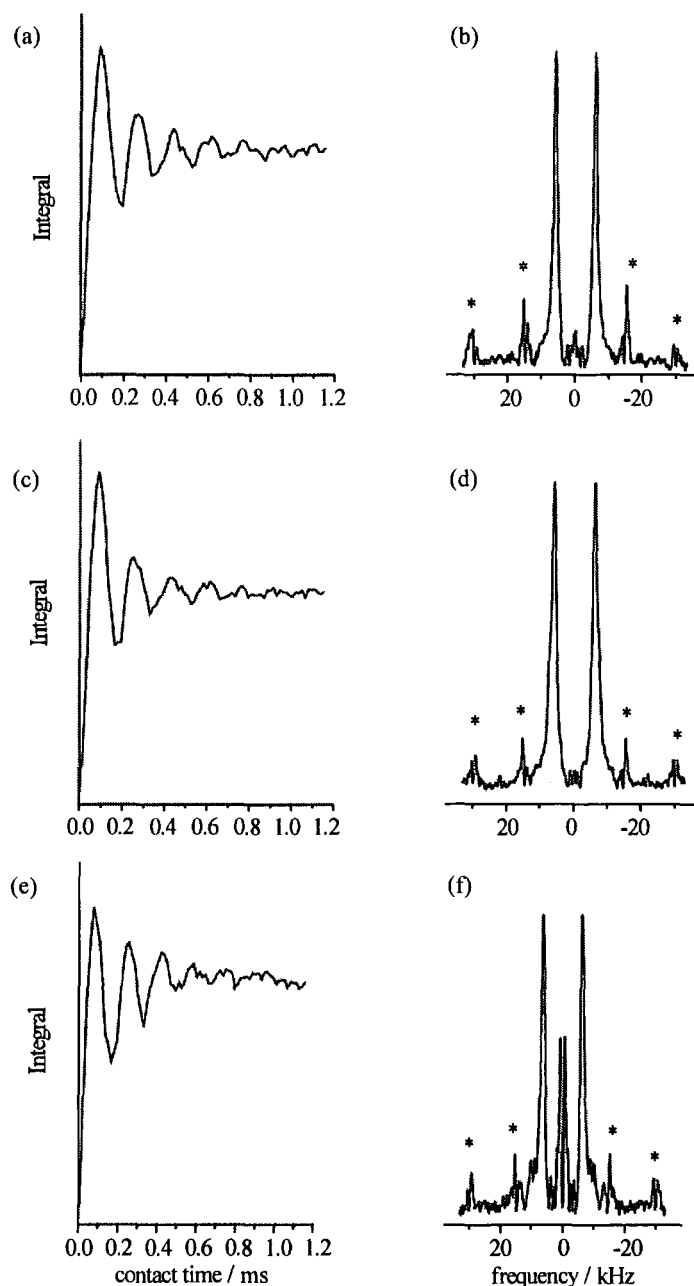 (a)
(b)
Integral
* * * *
0.0 0.2 0.4 0.6 0.8 1.0 1.2
20 0 -20
(c)
(d)
Integral
* * * *
0.0 0.2 0.4 0.6 0.8 1.0 1.2
20 0 -20
(e)
(f)
Integral
* * * *
0.0 0.2 0.4 0.6 0.8 1.0 1.2
20 0 -20
contact time / ms
frequency / kHz